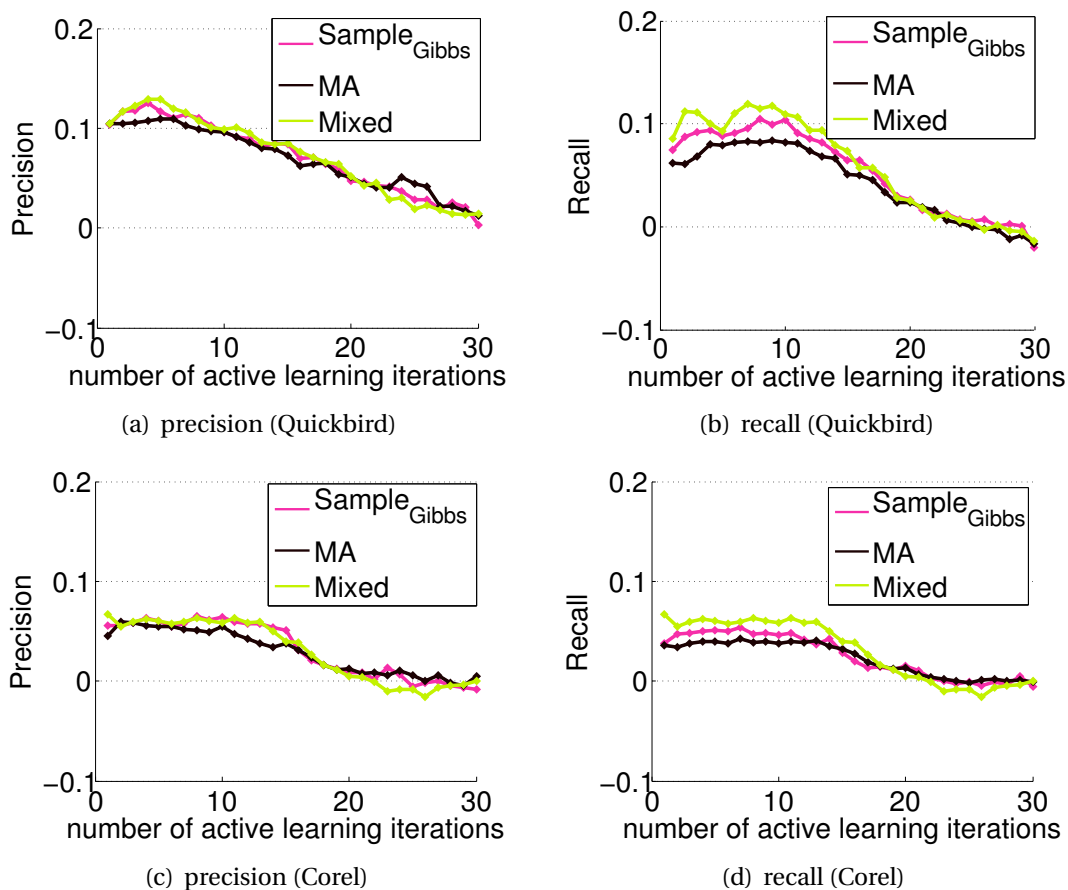 0.2
0.1
0
−0.1
Precision
Sample_Gibbs
MA
Mixed
0 10 20 30
number of active learning iterations
(a) precision (Quickbird)
0.2
0.1
0
−0.1
Recall
Sample_Gibbs
MA
Mixed
0 10 20 30
number of active learning iterations
(b) recall (Quickbird)
0.2
0.1
0
−0.1
Precision
Sample_Gibbs
MA
Mixed
0 10 20 30
number of active learning iterations
(c) precision (Corel)
0.2
0.1
0
−0.1
Recall
Sample_Gibbs
MA
Mixed
0 10 20 30
number of active learning iterations
(d) recall (Corel)